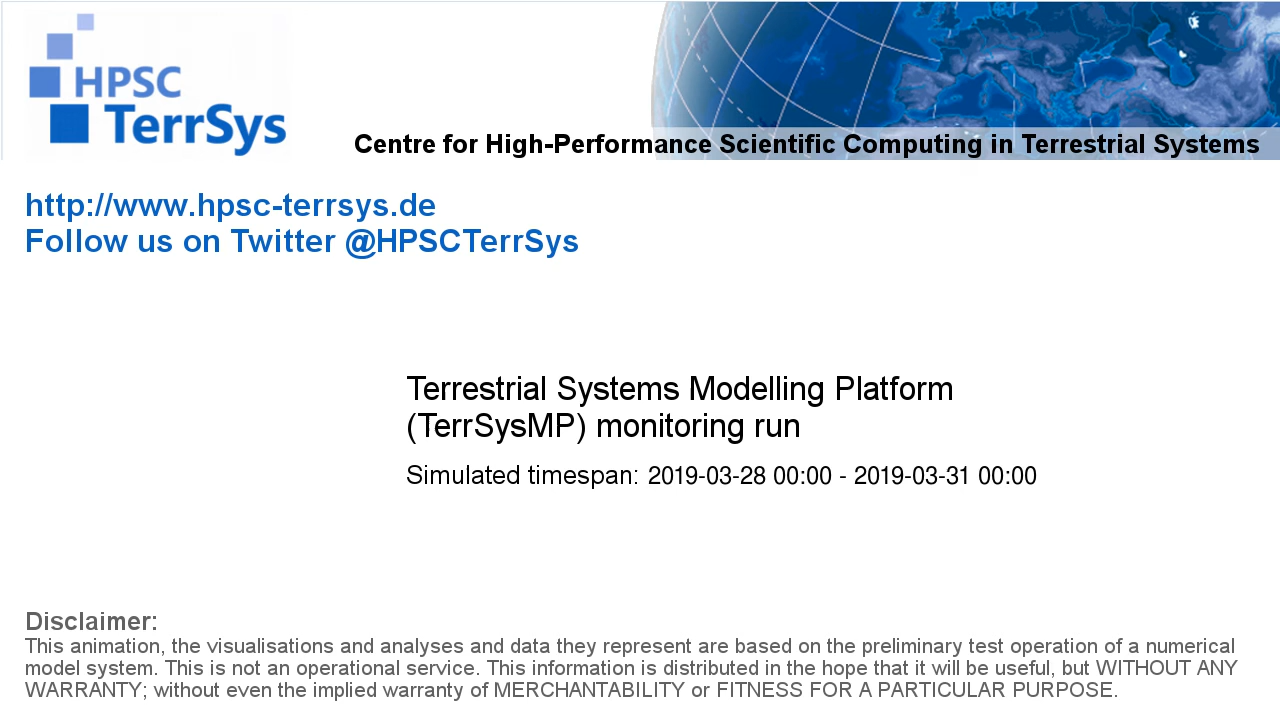 HPSC
TerrSys
Centre for High-Performance Scientific Computing in Terrestrial Systems
http://www.hpsc-terrsys.de
Follow us on Twitter @HPSCTerrSys
Terrestrial Systems Modelling Platform
(TerrSysMP) monitoring run
Simulated timespan: 2019-03-28 00:00 - 2019-03-31 00:00
Disclaimer:
This animation, the visualisations and analyses and data they represent are based on the preliminary test operation of a numerical
model system. This is not an operational service. This information is distributed in the hope that it will be useful, but WITHOUT ANY
WARRANTY; without even the implied warranty of MERCHANTABILITY or FITNESS FOR A PARTICULAR PURPOSE.